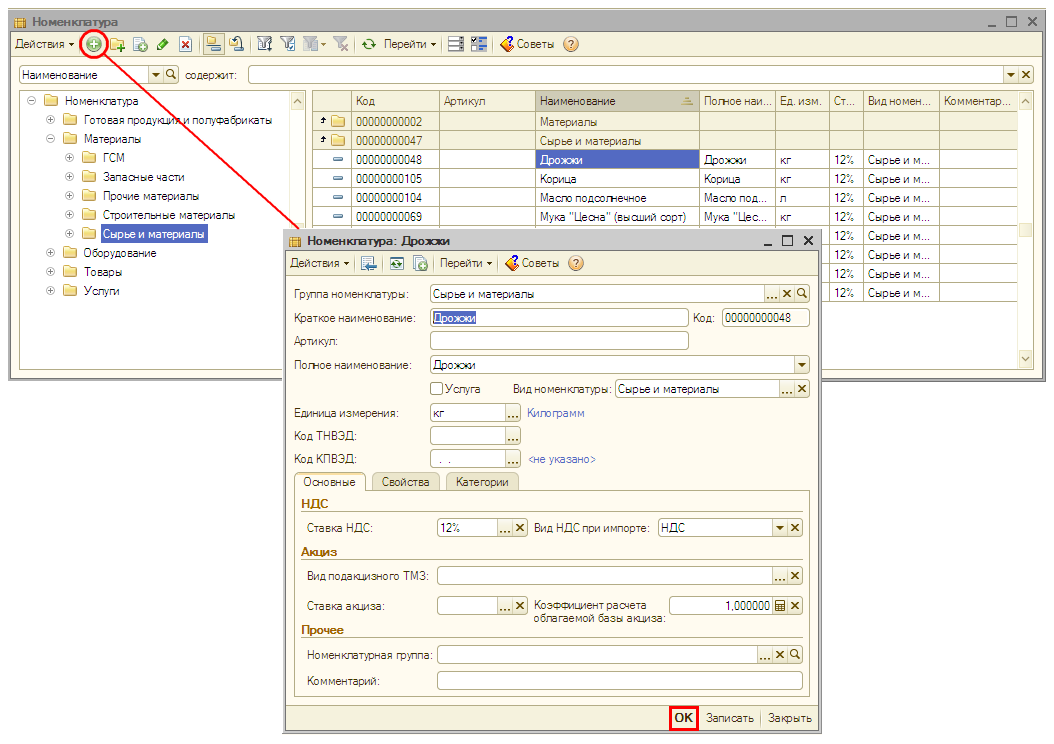 Номенклатура
Действия Перейти Советы
Наименование содержит:
Номенклатура
Готовая продукция и полуфабрикаты
Материалы
ГСМ
Запасные части
Прочие материалы
Строительные материалы
Сырье и материалы
Оборудование
Товары
Услуги
Код Артикул Наименование Полное наи... Ед. изм. Ст... Вид номен... Комментар...
00000000002 Материалы
00000000047 Сырье и материалы
00000000048 Дрожжи Дрожжи кг 12% Сырье и м...
00000000105 Корица Корица кг 12% Сырье и м...
00000000104 Масло подсолнечное Масло под... л 12% Сырье и м...
00000000069 Мука "Цесна" (высший сорт) Мука "Цес... кг 12% Сырье и м...
12% Сырье и м...
12% Сырье и м...
12% Сырье и м...
12% Сырье и м...
Номенклатура: Дрожжи
Действия Перейти Советы
Группа номенклатуры: Сырье и материалы
Краткое наименование: Дрожжи Код: 00000000048
Артикул:
Полное наименование: Дрожжи
Услуга Вид номенклатуры: Сырье и материалы
Единица измерения: кг Килограмм
Код ТНВЭД:
Код КПВЭД: . . <не указано>
Основные Свойства Категории
НДС
Ставка НДС: 12% Вид НДС при импорте: НДС
Акциз
Вид подакцизного ТМЗ:
Ставка акциза: Коэффициент расчета облагаемой базы акциза: 1,000000
Прочее
Номенклатурная группа:
Комментарий:
OK Записать Закрыть